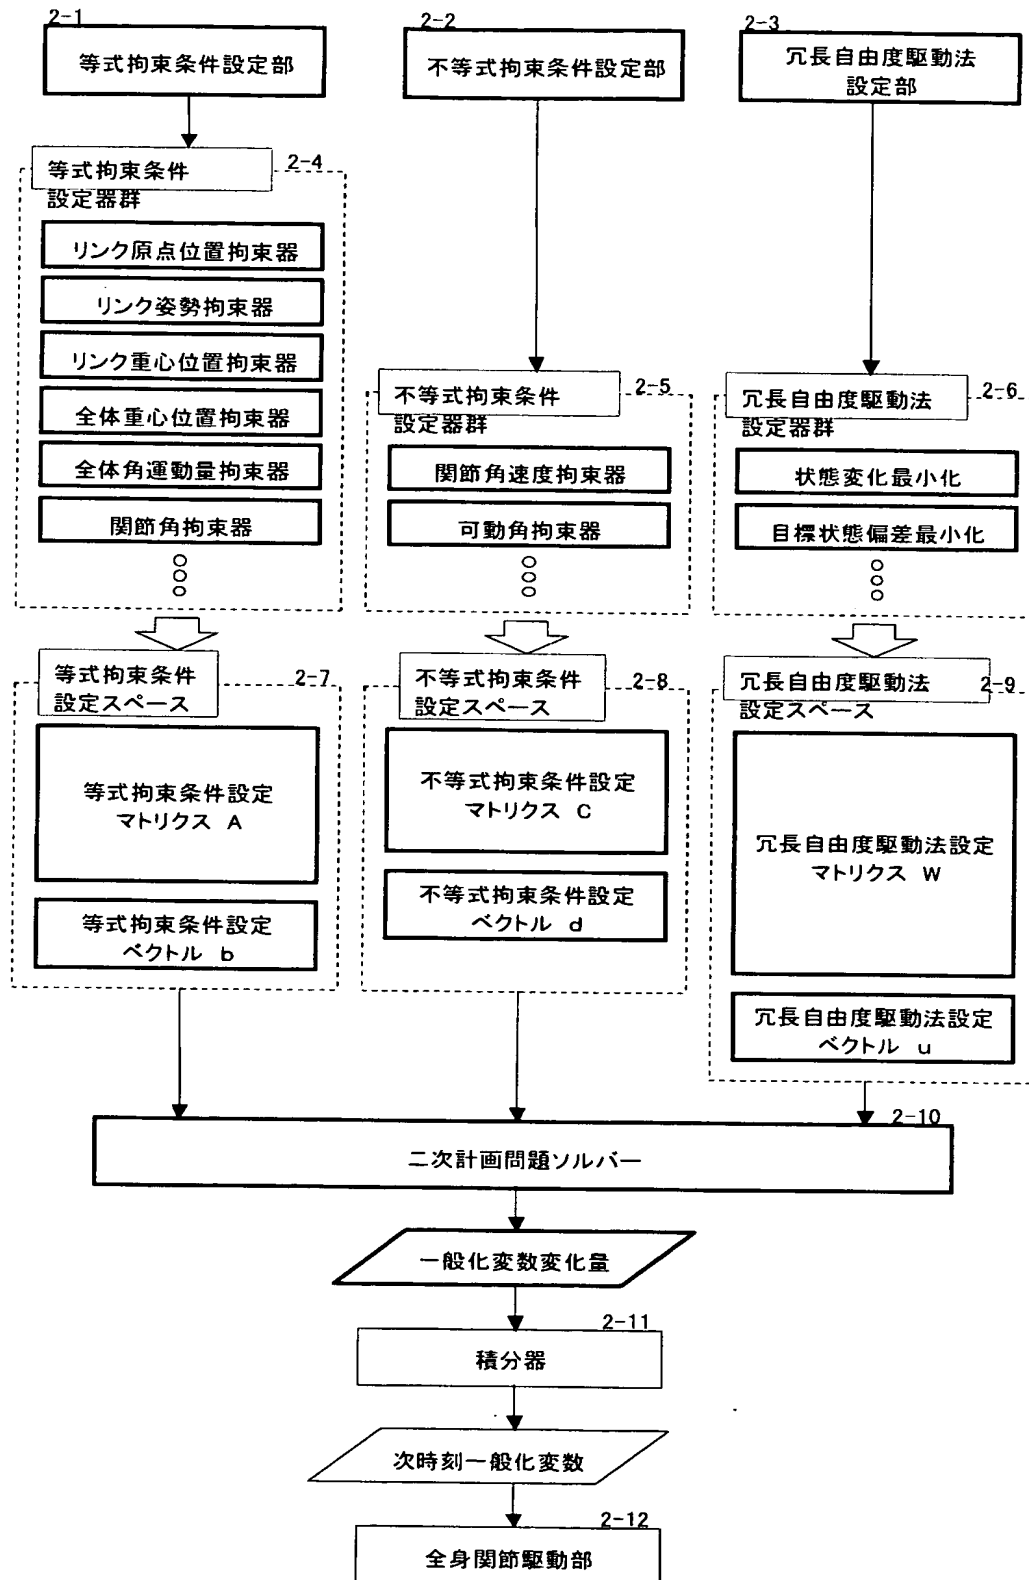 2-1
等式拘束条件設定部
2-2
不等式拘束条件設定部
2-3
冗長自由度駆動法
設定部
2-4
等式拘束条件
設定器群
リンク原点位置拘束器
リンク姿勢拘束器
リンク重心位置拘束器
全体重心位置拘束器
全体角運動量拘束器
関節角拘束器
2-5
不等式拘束条件
設定器群
関節角速度拘束器
可動角拘束器
2-6
冗長自由度駆動法
設定器群
状態変化最小化
目標状態偏差最小化
2-7
等式拘束条件
設定スペース
等式拘束条件設定
マトリクス A
等式拘束条件設定
ベクトル b
2-8
不等式拘束条件
設定スペース
不等式拘束条件設定
マトリクス C
不等式拘束条件設定
ベクトル d
2-9
冗長自由度駆動法
設定スペース
冗長自由度駆動法設定
マトリクス W
冗長自由度駆動法設定
ベクトル u
2-10
二次計画問題ソルバー
一般化変数変化量
2-11
積分器
次時刻一般化変数
2-12
全身関節駆動部